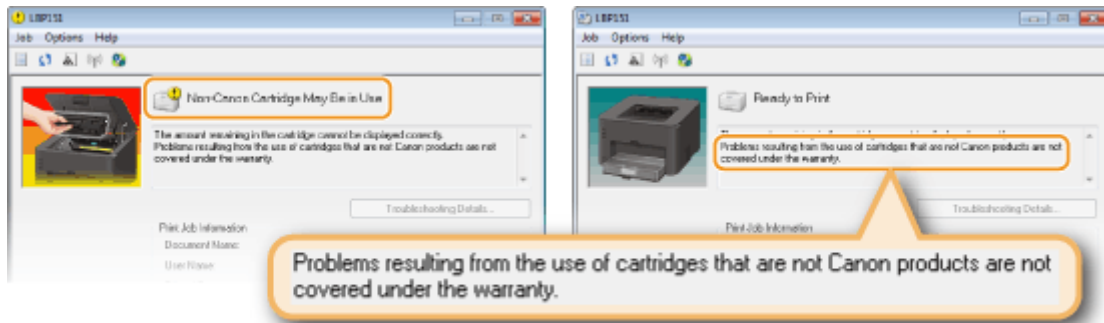 LBP151
Job Options Help
Non-Canon Cartridge May Be in Use
The amount remaining in the cartridge cannot be displayed correctly.
Problems resulting from the use of cartridges that are not Canon products are not
covered under the warranty.
Troubleshooting Details...
Print Job Information
Document Name:
User Name:
LBP151
Job Options Help
Ready to Print
Problems resulting from the use of cartridges that are not Canon products are not
covered under the warranty.
Troubleshooting Details...
Print Job Information
Problems resulting from the use of cartridges that are not Canon products are not
covered under the warranty.